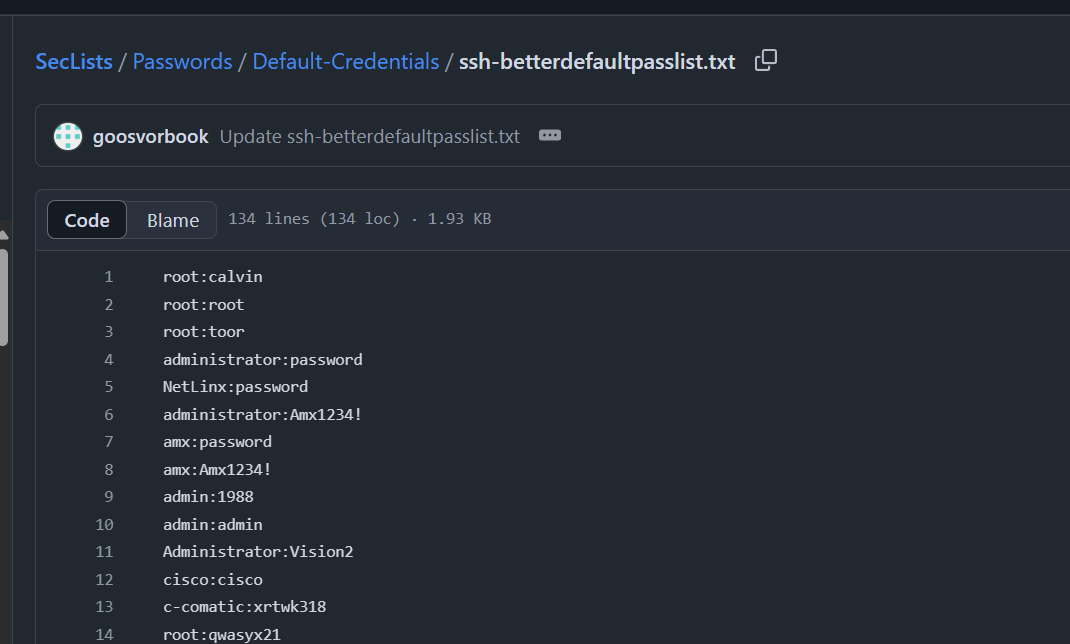 SecLists / Passwords / Default-Credentials / ssh-betterdefaultpasslist.txt
goosvorbook Update ssh-betterdefaultpasslist.txt
Code Blame 134 lines (134 loc) · 1.93 KB
1 root:calvin
2 root:root
3 root:toor
4 administrator:password
5 NetLinx:password
6 administrator:Amx1234!
7 amx:password
8 amx:Amx1234!
9 admin:1988
10 admin:admin
11 Administrator:Vision2
12 cisco:cisco
13 c-comatic:xrtwk318
14 root:qwasyx21